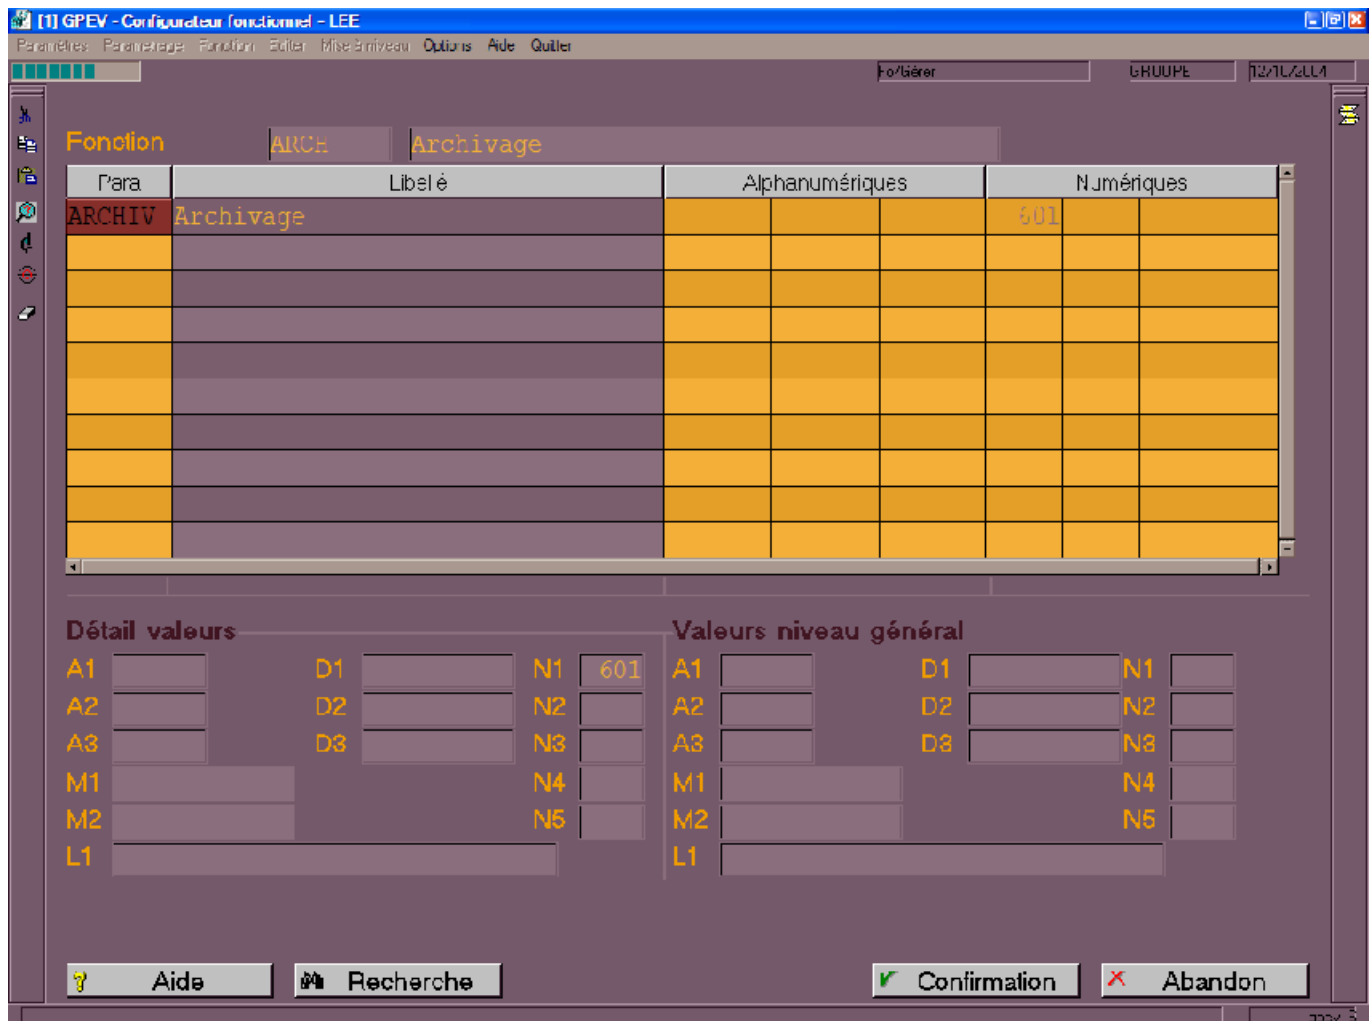 [1] GPEV - Configurateur fonctionnel - LEE
Paramètres Paramétrage Fonction Editer Mise à niveau Options Aide Quitter
Fo/Gérer GROUPE 12/10/2004
Fonction ARCH Archivage
Para Libellé Alphanumériques Numériques
ARCHIV Archivage 601
Détail valeurs Valeurs niveau général
A1 D1 N1 601 A1 D1 N1
A2 D2 N2 A2 D2 N2
A3 D3 N3 A3 D3 N3
M1 N4 M1 N4
M2 N5 M2 N5
L1 L1
Aide Recherche Confirmation Abandon